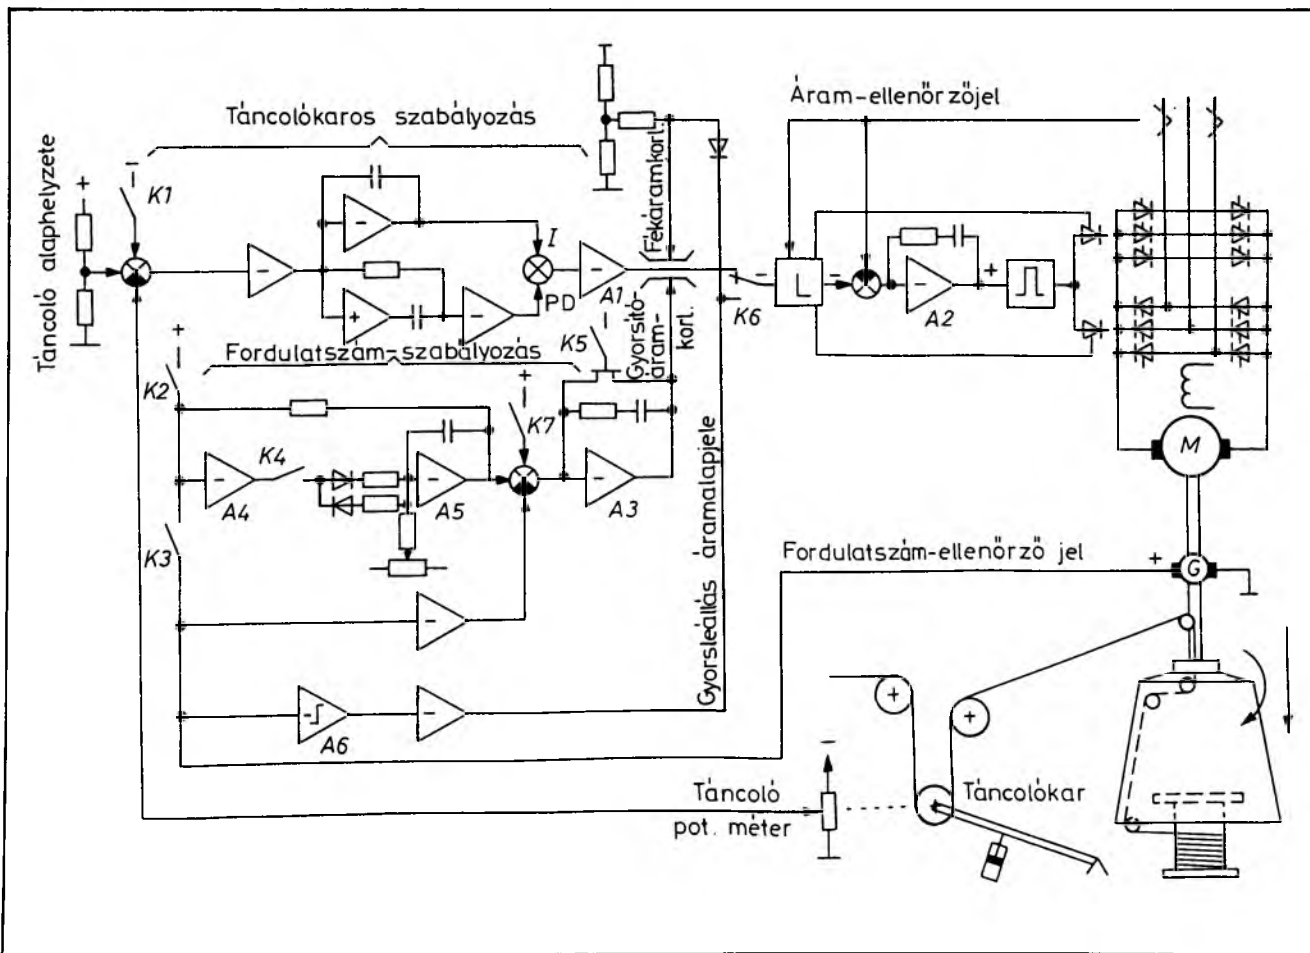 Táncolókaros szabályozás
Táncoló alaphelyzete
+
−
K1
−
−
+
−
I
PD
−
A1
Fékáramkorl.
Gyorsító-
áram-
korl.
Áram-ellenőrzőjel
K6
−
L
−
−
A2
+
Fordulatszám-szabályozás
K2
+
K5
−
K7
+
−
A4
K4
−
A5
−
A3
K3
−
−
A6
−
Gyorsleállás áramalapjele
M
Fordulatszám-ellenőrző jel
+
G
+
+
Táncoló
pot. méter
−
Táncolókar